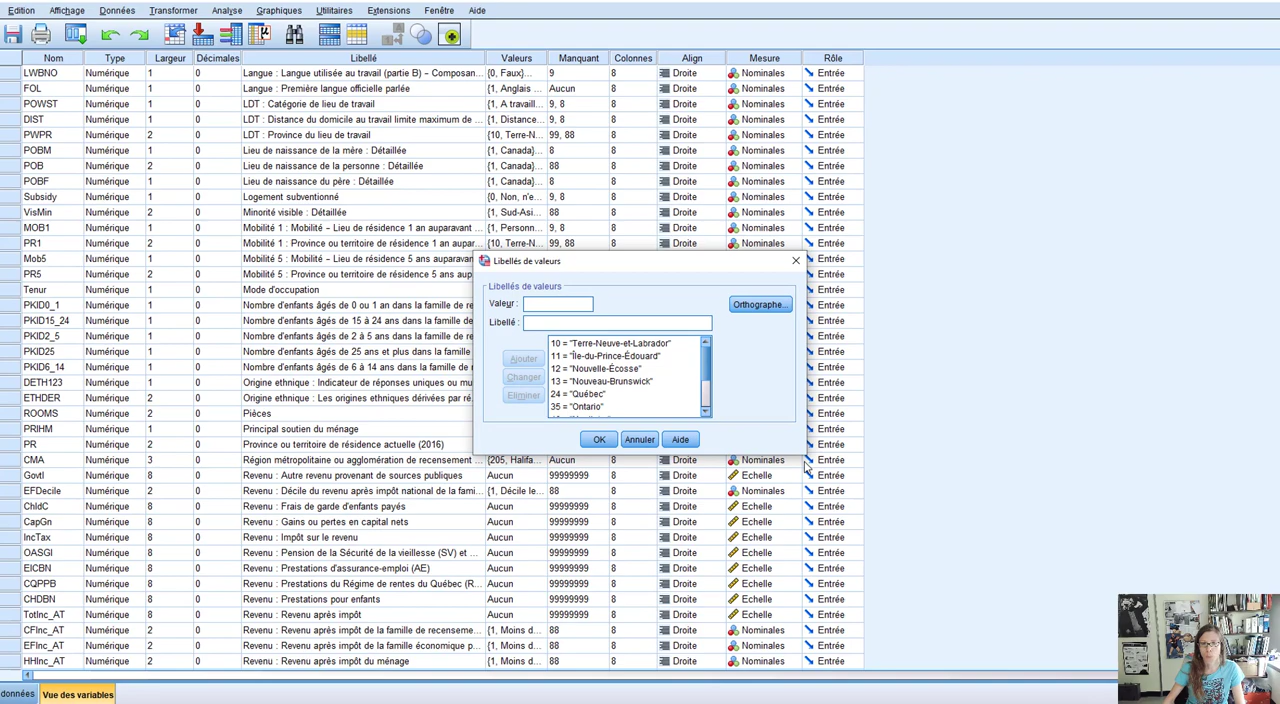 Edition Affichage Données Transformer Analyse Graphiques Utilitaires Extensions Fenêtre Aide
Nom Type Largeur Décimales Libellé Valeurs Manquant Colonnes Align Mesure Rôle
LWBNO Numérique 1 0 Langue : Langue utilisée au travail (partie B) – Composan... {0, Faux}... 9 8 Droite Nominales Entrée
FOL Numérique 1 0 Langue : Première langue officielle parlée {1, Anglais ... Aucun 8 Droite Nominales Entrée
POWST Numérique 1 0 LDT : Catégorie de lieu de travail {1, A travaill... 9, 8 8 Droite Nominales Entrée
DIST Numérique 1 0 LDT : Distance du domicile au travail limite maximum de ... {1, Distance... 9, 8 8 Droite Nominales Entrée
PWPR Numérique 2 0 LDT : Province du lieu de travail {10, Terre-N... 99, 88 8 Droite Nominales Entrée
POBM Numérique 1 0 Lieu de naissance de la mère : Détaillée {1, Canada}... 8 8 Droite Nominales Entrée
POB Numérique 2 0 Lieu de naissance de la personne : Détaillée {1, Canada}... 88 8 Droite Nominales Entrée
POBF Numérique 1 0 Lieu de naissance du père : Détaillée {1, Canada}... 8 8 Droite Nominales Entrée
Subsidy Numérique 1 0 Logement subventionné {0, Non, n'e... 9, 8 8 Droite Nominales Entrée
VisMin Numérique 2 0 Minorité visible : Détaillée {1, Sud-Asi... 88 8 Droite Nominales Entrée
MOB1 Numérique 1 0 Mobilité 1 : Mobilité – Lieu de résidence 1 an auparavant {1, Personn... 9, 8 8 Droite Nominales Entrée
PR1 Numérique 2 0 Mobilité 1 : Province ou territoire de résidence 1 an aupar... {10, Terre-N... 99, 88 8 Droite Nominales Entrée
Mob5 Numérique 1 0 Mobilité 5 : Mobilité – Lieu de résidence 5 ans auparavan Entrée
PR5 Numérique 2 0 Mobilité 5 : Province ou territoire de résidence 5 ans aup Entrée
Tenur Numérique 1 0 Mode d'occupation Entrée
PKID0_1 Numérique 1 0 Nombre d'enfants âgés de 0 ou 1 an dans la famille de re Entrée
PKID15_24 Numérique 1 0 Nombre d'enfants âgés de 15 à 24 ans dans la famille de Entrée
PKID2_5 Numérique 1 0 Nombre d'enfants âgés de 2 à 5 ans dans la famille de re Entrée
PKID25 Numérique 1 0 Nombre d'enfants âgés de 25 ans et plus dans la famille Entrée
PKID6_14 Numérique 1 0 Nombre d'enfants âgés de 6 à 14 ans dans la famille de r Entrée
DETH123 Numérique 1 0 Origine ethnique : Indicateur de réponses uniques ou mu Entrée
ETHDER Numérique 2 0 Origine ethnique : Les origines ethniques dérivées par ré. Entrée
ROOMS Numérique 2 0 Pièces Entrée
PRIHM Numérique 1 0 Principal soutien du ménage Entrée
PR Numérique 2 0 Province ou territoire de résidence actuelle (2016) Entrée
Libellés de valeurs
Libellés de valeurs
Valeur :
Orthographe...
Libellé :
Ajouter
Changer
Eliminer
10 = "Terre-Neuve-et-Labrador"
11 = "Île-du-Prince-Édouard"
12 = "Nouvelle-Écosse"
13 = "Nouveau-Brunswick"
24 = "Québec"
35 = "Ontario"
OK Annuler Aide
CMA Numérique 3 0 Région métropolitaine ou agglomération de recensement ... {205, Halifa... Aucun 8 Droite Nominales Entrée
GovtI Numérique 8 0 Revenu : Autre revenu provenant de sources publiques Aucun 99999999 8 Droite Echelle Entrée
EFDecile Numérique 2 0 Revenu : Décile du revenu après impôt national de la fami... {1, Décile le... 88 8 Droite Nominales Entrée
ChldC Numérique 8 0 Revenu : Frais de garde d'enfants payés Aucun 99999999 8 Droite Echelle Entrée
CapGn Numérique 8 0 Revenu : Gains ou pertes en capital nets Aucun 99999999 8 Droite Echelle Entrée
IncTax Numérique 8 0 Revenu : Impôt sur le revenu Aucun 99999999 8 Droite Echelle Entrée
OASGI Numérique 8 0 Revenu : Pension de la Sécurité de la vieillesse (SV) et ... Aucun 99999999 8 Droite Echelle Entrée
EICBN Numérique 8 0 Revenu : Prestations d'assurance-emploi (AE) Aucun 99999999 8 Droite Echelle Entrée
CQPPB Numérique 8 0 Revenu : Prestations du Régime de rentes du Québec (R... Aucun 99999999 8 Droite Echelle Entrée
CHDBN Numérique 8 0 Revenu : Prestations pour enfants Aucun 99999999 8 Droite Echelle Entrée
TotInc_AT Numérique 8 0 Revenu : Revenu après impôt Aucun 99999999 8 Droite Echelle Entrée
CFInc_AT Numérique 2 0 Revenu : Revenu après impôt de la famille de recenseme... {1, Moins d... 88 8 Droite Nominales Entrée
EFInc_AT Numérique 2 0 Revenu : Revenu après impôt de la famille économique p... {1, Moins d... 88 8 Droite Nominales Entrée
HHInc_AT Numérique 2 0 Revenu : Revenu après impôt du ménage {1, Moins d... 88 8 Droite Nominales Entrée
données Vue des variables